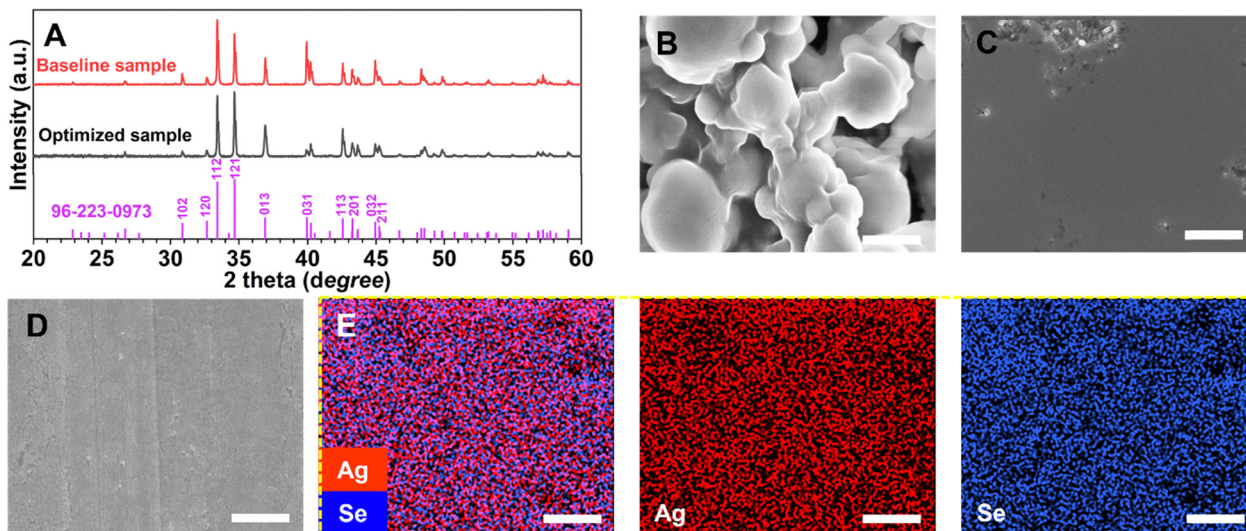 A
Intensity (a.u.)
Baseline sample
Optimized sample
96-223-0973
102
120
112
121
013
031
113
201
032
211
20
25
30
35
40
45
50
55
60
2 theta (degree)
B
C
D
E
Ag
Se
Ag
Se